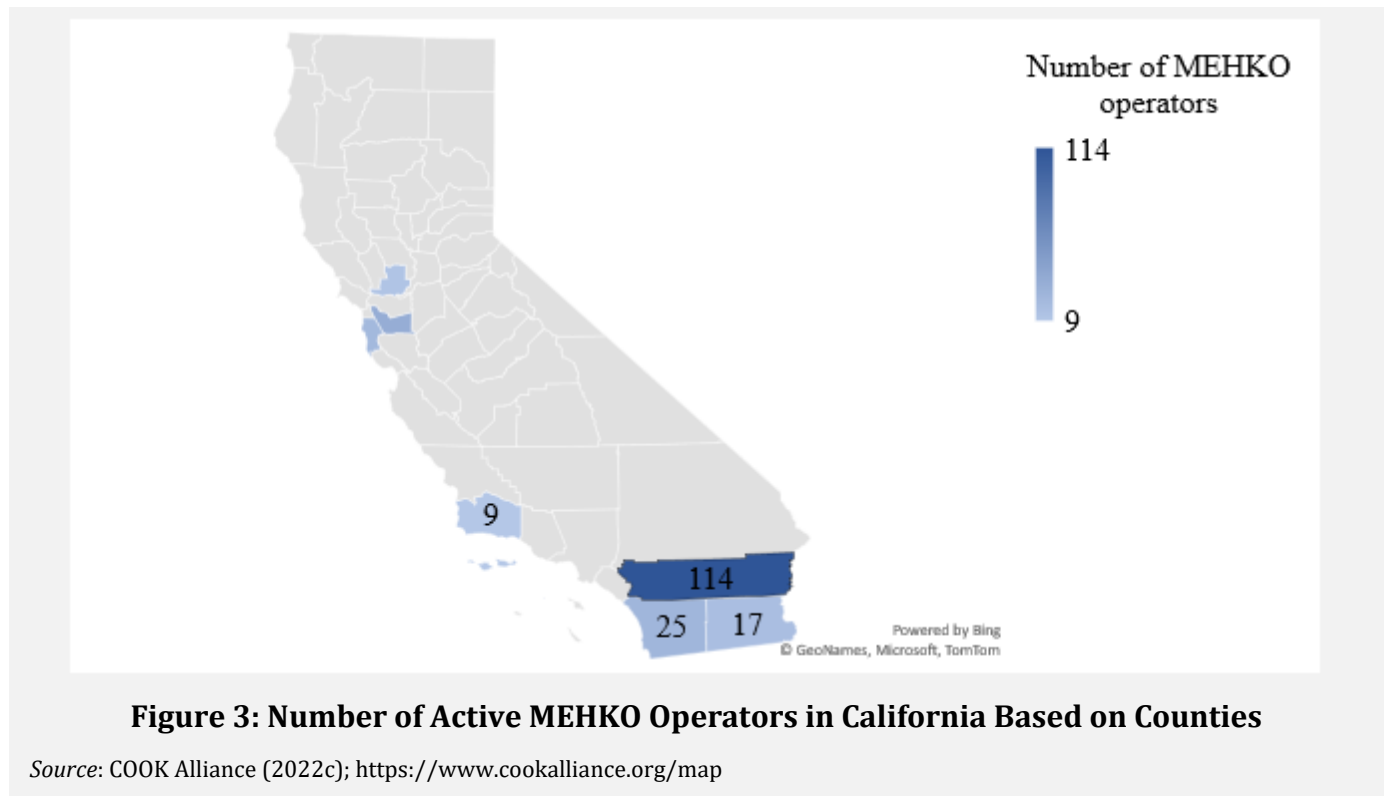 Number of MEHKO
operators
114
9
9
114
25 17
Powered by Bing
© GeoNames, Microsoft, TomTom
Figure 3: Number of Active MEHKO Operators in California Based on Counties
Source: COOK Alliance (2022c); https://www.cookalliance.org/map